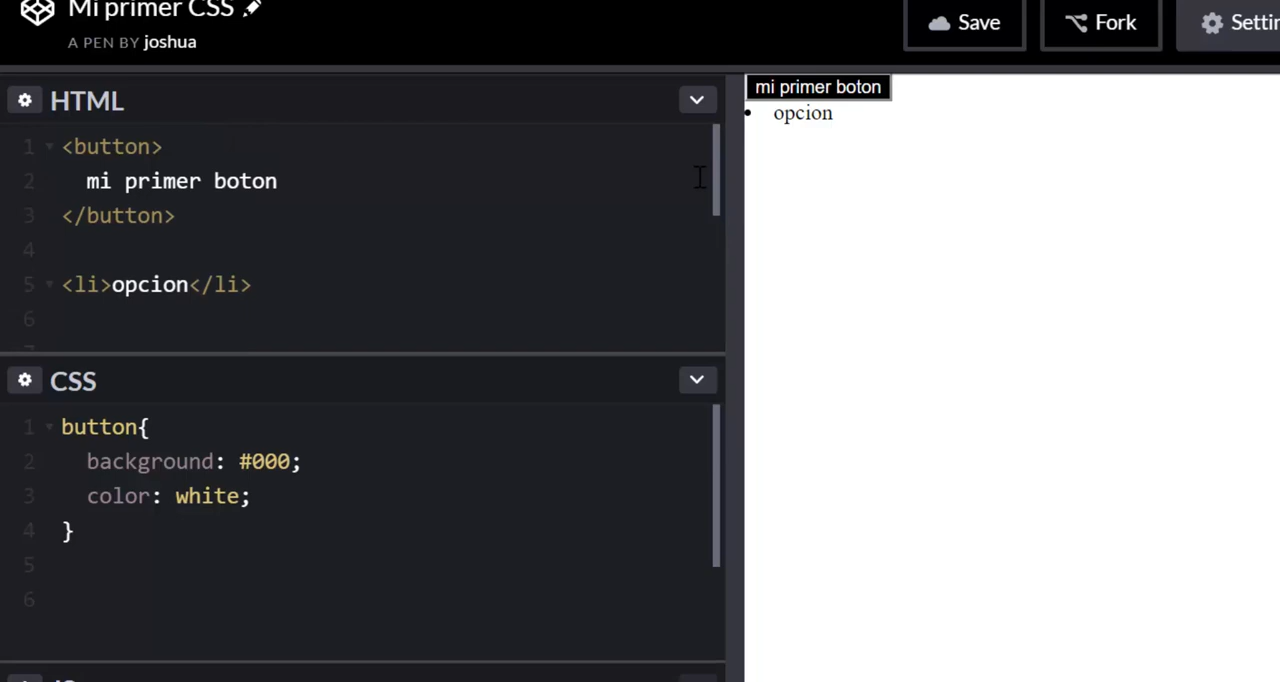 Mi primer CSS
A PEN BY joshua
Save
Fork
Settin
HTML
1 <button>
2 mi primer boton
3 </button>
4
5 <li>opcion</li>
6
CSS
1 button{
2 background: #000;
3 color: white;
4 }
5
6
mi primer boton
• opcion